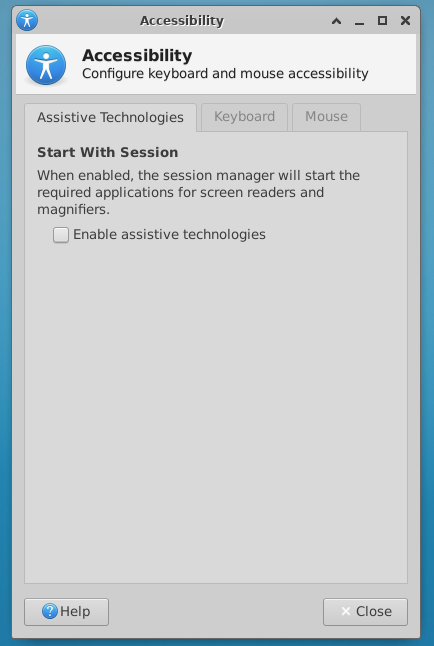 Accessibility
Accessibility
Configure keyboard and mouse accessibility
Assistive Technologies Keyboard Mouse
Start With Session
When enabled, the session manager will start the
required applications for screen readers and
magnifiers.
Enable assistive technologies
Help Close